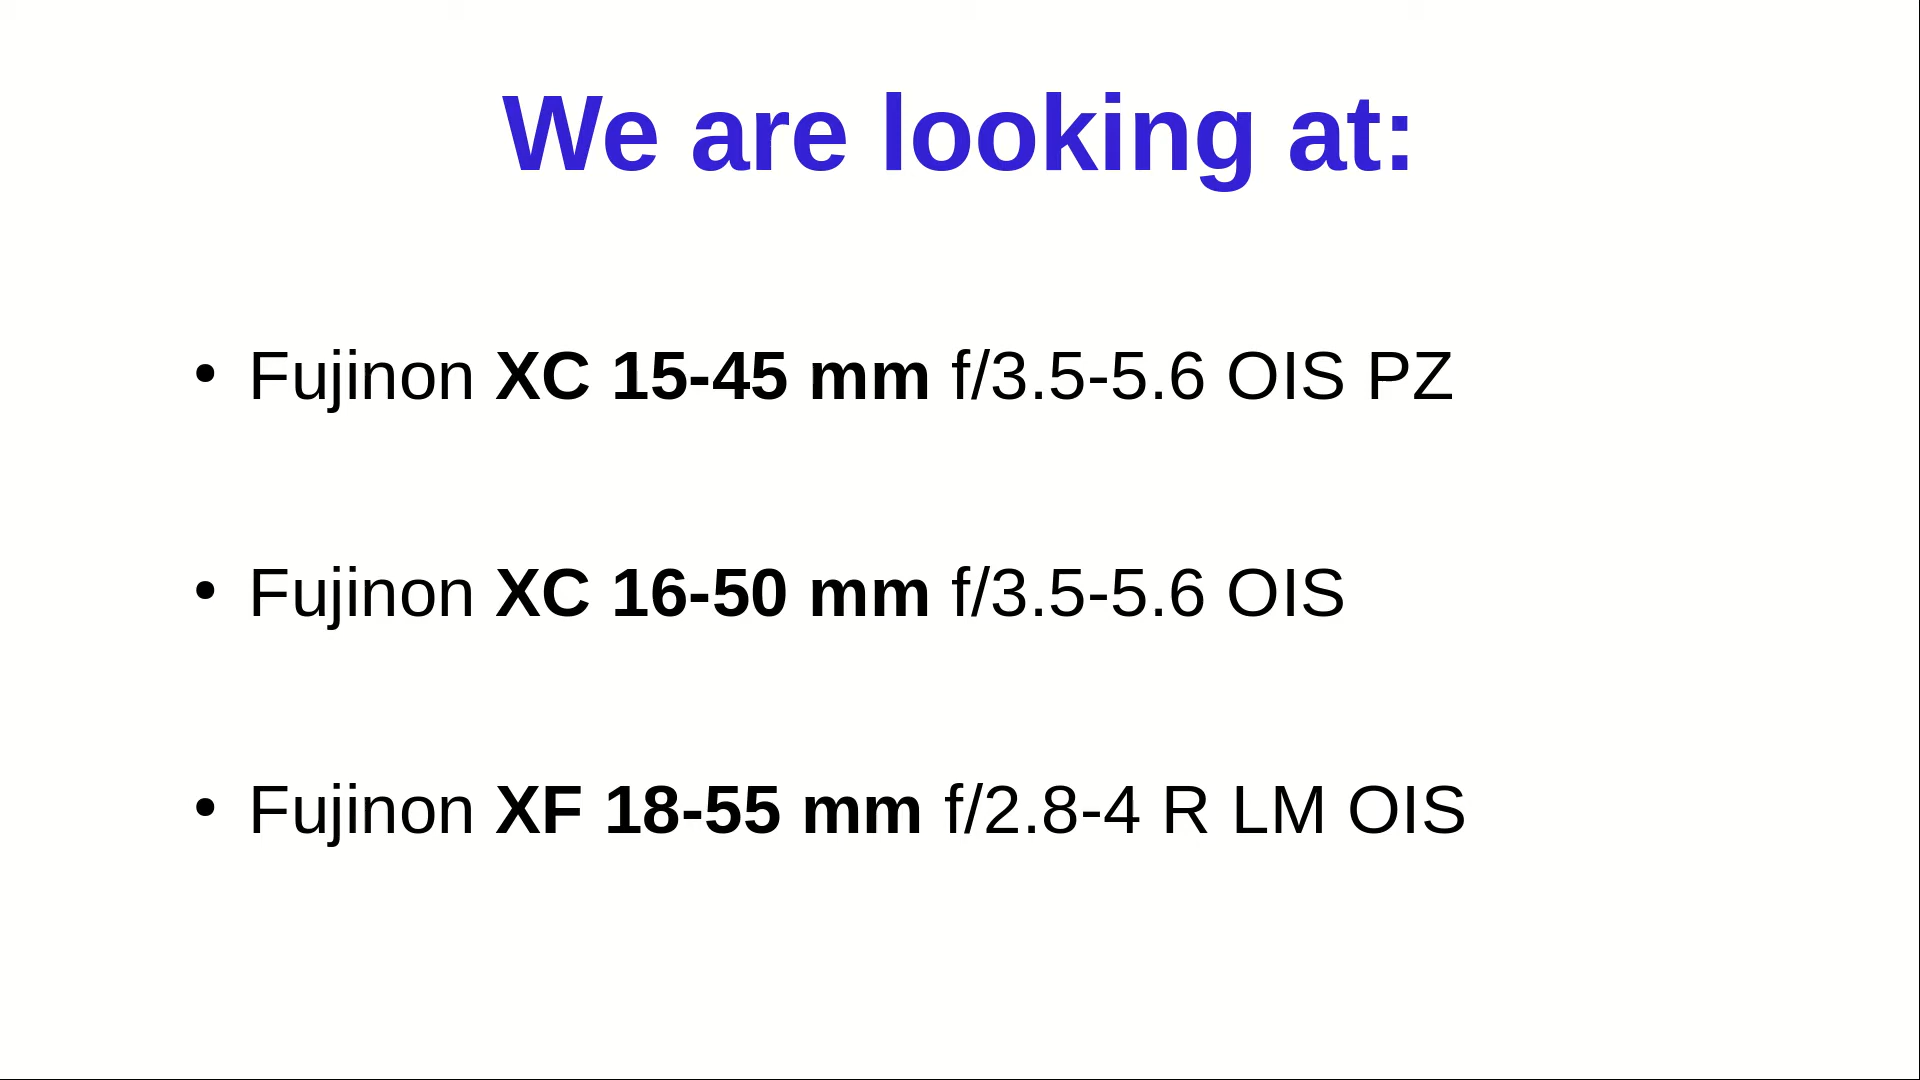 We are looking at:
• Fujinon XC 15-45 mm f/3.5-5.6 OIS PZ
• Fujinon XC 16-50 mm f/3.5-5.6 OIS
• Fujinon XF 18-55 mm f/2.8-4 R LM OIS